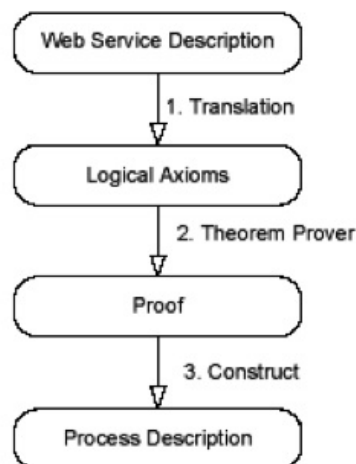 Web Service Description
1. Translation
Logical Axioms
2. Theorem Prover
Proof
3. Construct
Process Description